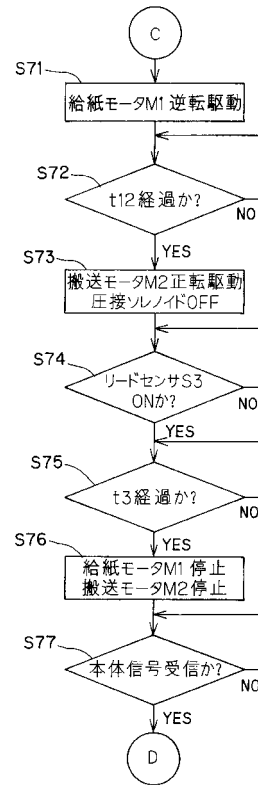 C
S71
給紙モータM1 逆転駆動
S72
t12経過か?
NO
YES
S73
搬送モータM2正転駆動
圧接ソレノイドOFF
S74
リードセンサS3
ONか?
NO
YES
S75
t3経過か?
NO
YES
S76
給紙モータM1 停止
搬送モータM2 停止
S77
本体信号受信か?
NO
YES
D